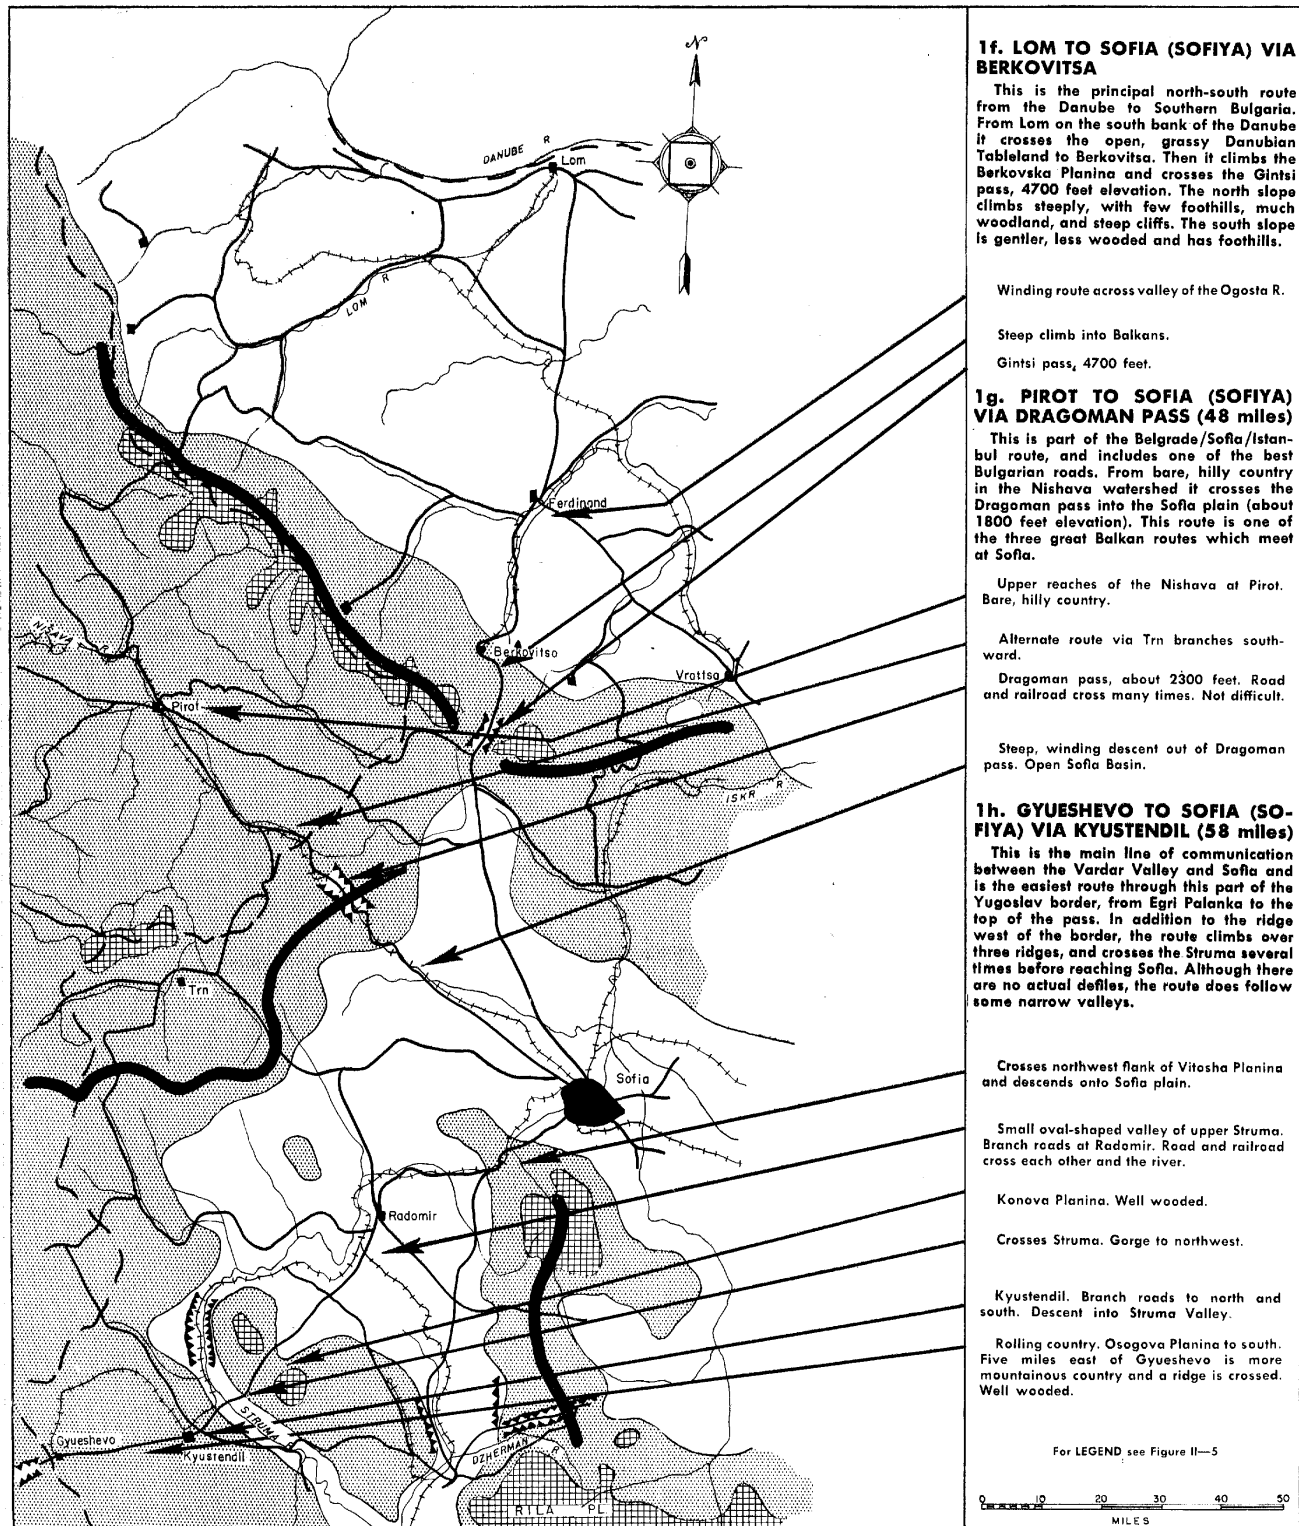 N
DANUBE R
Lom
LOM R
Ferdinand
NISAVA R
Berkovitso
Vrattsa
Pirot
ISKR R
Trn
Sofia
Radomir
STRUMA R
Gyueshevo
Kyustendil
DZHERMAN R
RILA PL.
1f. LOM TO SOFIA (SOFIYA) VIA
BERKOVITSA
This is the principal north-south route
from the Danube to Southern Bulgaria.
From Lom on the south bank of the Danube
it crosses the open, grassy Danubian
Tableland to Berkovitsa. Then it climbs the
Berkovska Planina and crosses the Gintsi
pass, 4700 feet elevation. The north slope
climbs steeply, with few foothills, much
woodland, and steep cliffs. The south slope
is gentler, less wooded and has foothills.
Winding route across valley of the Ogosta R.
Steep climb into Balkans.
Gintsi pass, 4700 feet.
1g. PIROT TO SOFIA (SOFIYA)
VIA DRAGOMAN PASS (48 miles)
This is part of the Belgrade/Sofia/Istan-
bul route, and includes one of the best
Bulgarian roads. From bare, hilly country
in the Nishava watershed it crosses the
Dragoman pass into the Sofia plain (about
1800 feet elevation). This route is one of
the three great Balkan routes which meet
at Sofia.
Upper reaches of the Nishava at Pirot.
Bare, hilly country.
Alternate route via Trn branches south-
ward.
Dragoman pass, about 2300 feet. Road
and railroad cross many times. Not difficult.
Steep, winding descent out of Dragoman
pass. Open Sofia Basin.
1h. GYUESHEVO TO SOFIA (SO-
FIYA) VIA KYUSTENDIL (58 miles)
This is the main line of communication
between the Vardar Valley and Sofia and
is the easiest route through this part of the
Yugoslav border, from Egri Palanka to the
top of the pass. In addition to the ridge
west of the border, the route climbs over
three ridges, and crosses the Struma several
times before reaching Sofia. Although there
are no actual defiles, the route does follow
some narrow valleys.
Crosses northwest flank of Vitosha Planina
and descends onto Sofia plain.
Small oval-shaped valley of upper Struma.
Branch roads at Radomir. Road and railroad
cross each other and the river.
Konova Planina. Well wooded.
Crosses Struma. Gorge to northwest.
Kyustendil. Branch roads to north and
south. Descent into Struma Valley.
Rolling country. Osogova Planina to south.
Five miles east of Gyueshevo is more
mountainous country and a ridge is crossed.
Well wooded.
For LEGEND see Figure II—5
0 10 20 30 40 50
MILES